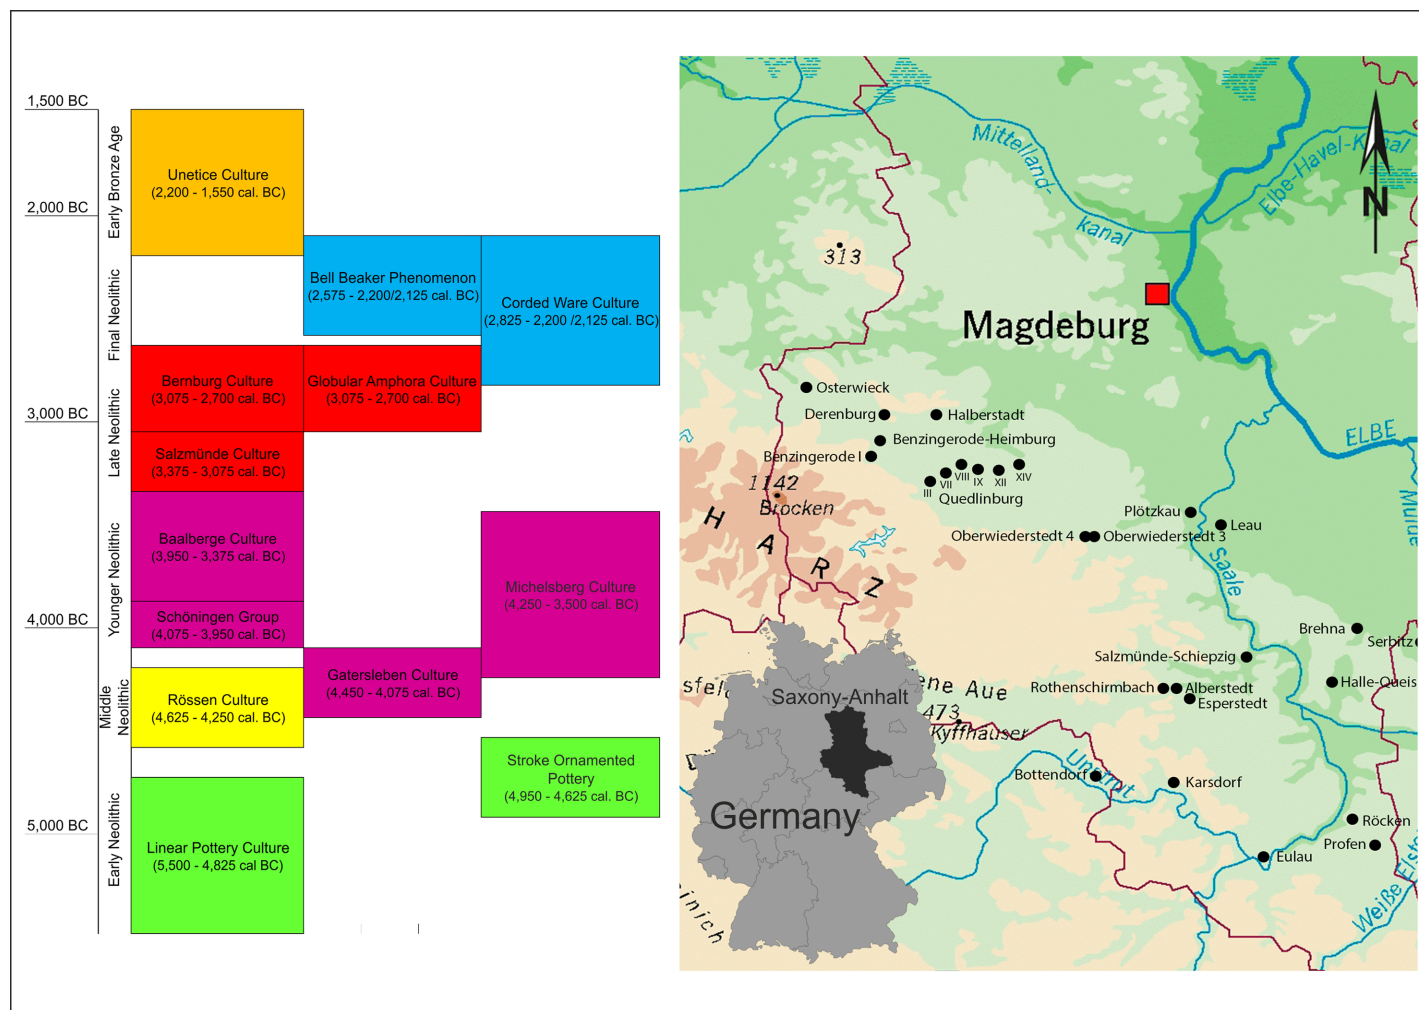 1,500 BC
2,000 BC
3,000 BC
4,000 BC
5,000 BC
Early Bronze Age
Final Neolithic
Late Neolithic
Younger Neolithic
Middle
Neolithic
Early Neolithic
Unetice Culture
(2,200 - 1,550 cal. BC)
Bell Beaker Phenomenon
(2,575 - 2,200/2,125 cal. BC)
Corded Ware Culture
(2,825 - 2,200 /2,125 cal. BC)
Bernburg Culture
(3,075 - 2,700 cal. BC)
Globular Amphora Culture
(3,075 - 2,700 cal. BC)
Salzmünde Culture
(3,375 - 3,075 cal. BC)
Baalberge Culture
(3,950 - 3,375 cal. BC)
Schöningen Group
(4,075 - 3,950 cal. BC)
Michelsberg Culture
(4,250 - 3,500 cal. BC)
Gatersleben Culture
(4,450 - 4,075 cal. BC)
Rössen Culture
(4,625 - 4,250 cal. BC)
Stroke Ornamented
Pottery
(4,950 - 4,625 cal. BC)
Linear Pottery Culture
(5,500 - 4,825 cal BC)
Mittelland-
kanal
Elbe-Havel-Kanal
N
313
Magdeburg
ELBE
Osterwieck
Derenburg
Halberstadt
Benzingerode-Heimburg
Benzingerode I
III
VII
VIII
IX
XII
XIV
Quedlinburg
1142
Brocken
HARZ
Plötzkau
Leau
Oberwiederstedt 4
Oberwiederstedt 3
Saale
Mulde
Brehna
Serbitz
Salzmünde-Schiepzig
Halle-Queis
Rothenschirmbach
Alberstedt
Esperstedt
ene Aue
473
Kyffhäuser
Unstrut
Bottendorf
Karsdorf
Röcken
Profen
Eulau
Weiße Elst
sfel
inich
Saxony-Anhalt
Germany